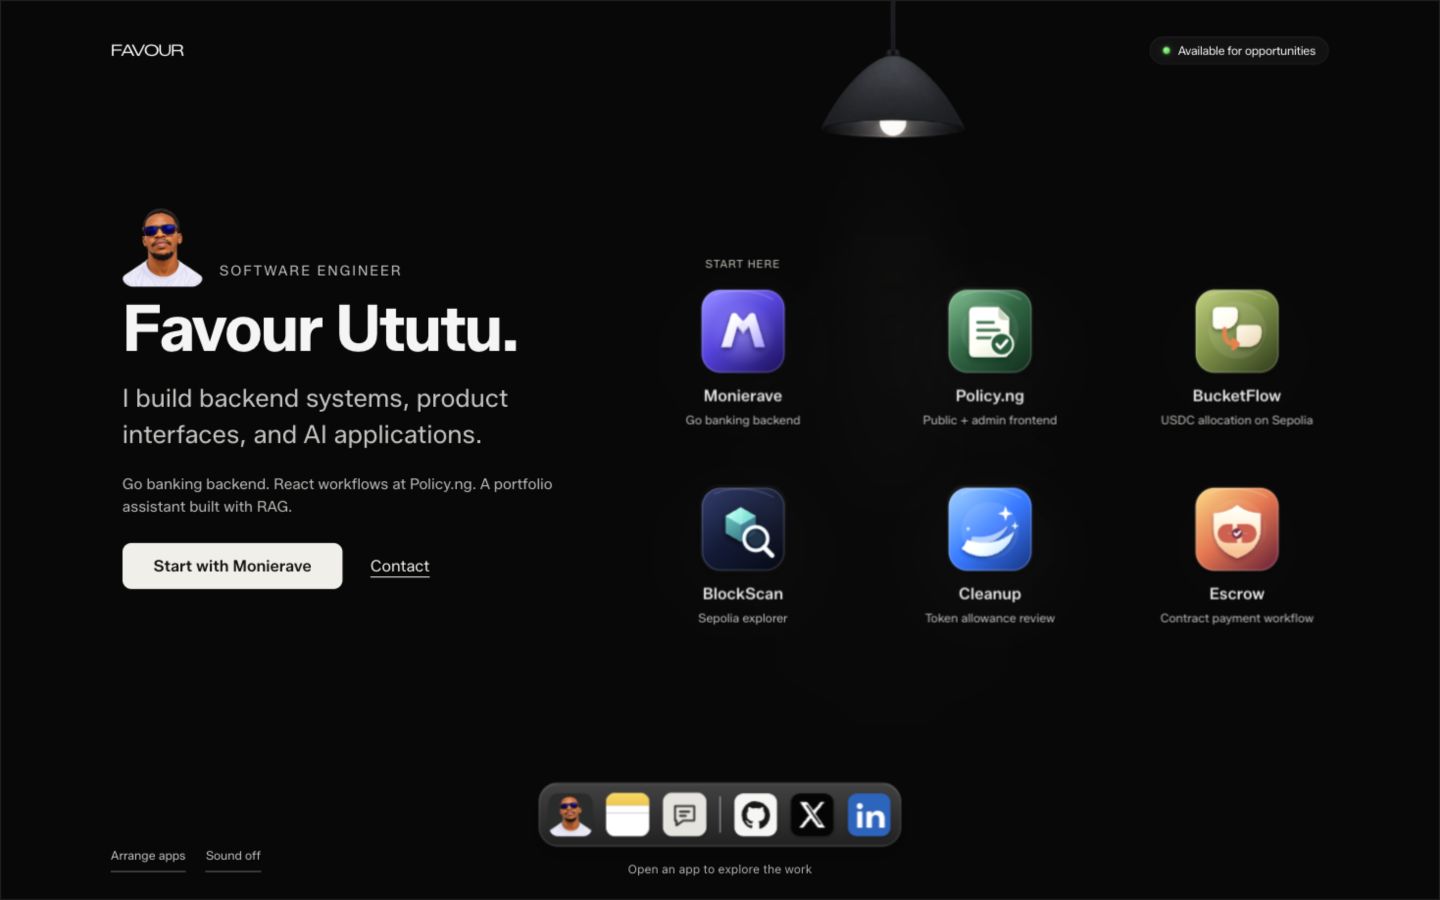 FAVOUR
Available for opportunities
SOFTWARE ENGINEER
Favour Ututu.
I build backend systems, product
interfaces, and AI applications.
Go banking backend. React workflows at Policy.ng. A portfolio
assistant built with RAG.
Start with Monierave
Contact
START HERE
Monierave
Go banking backend
Policy.ng
Public + admin frontend
BucketFlow
USDC allocation on Sepolia
BlockScan
Sepolia explorer
Cleanup
Token allowance review
Escrow
Contract payment workflow
in
Arrange apps
Sound off
Open an app to explore the work